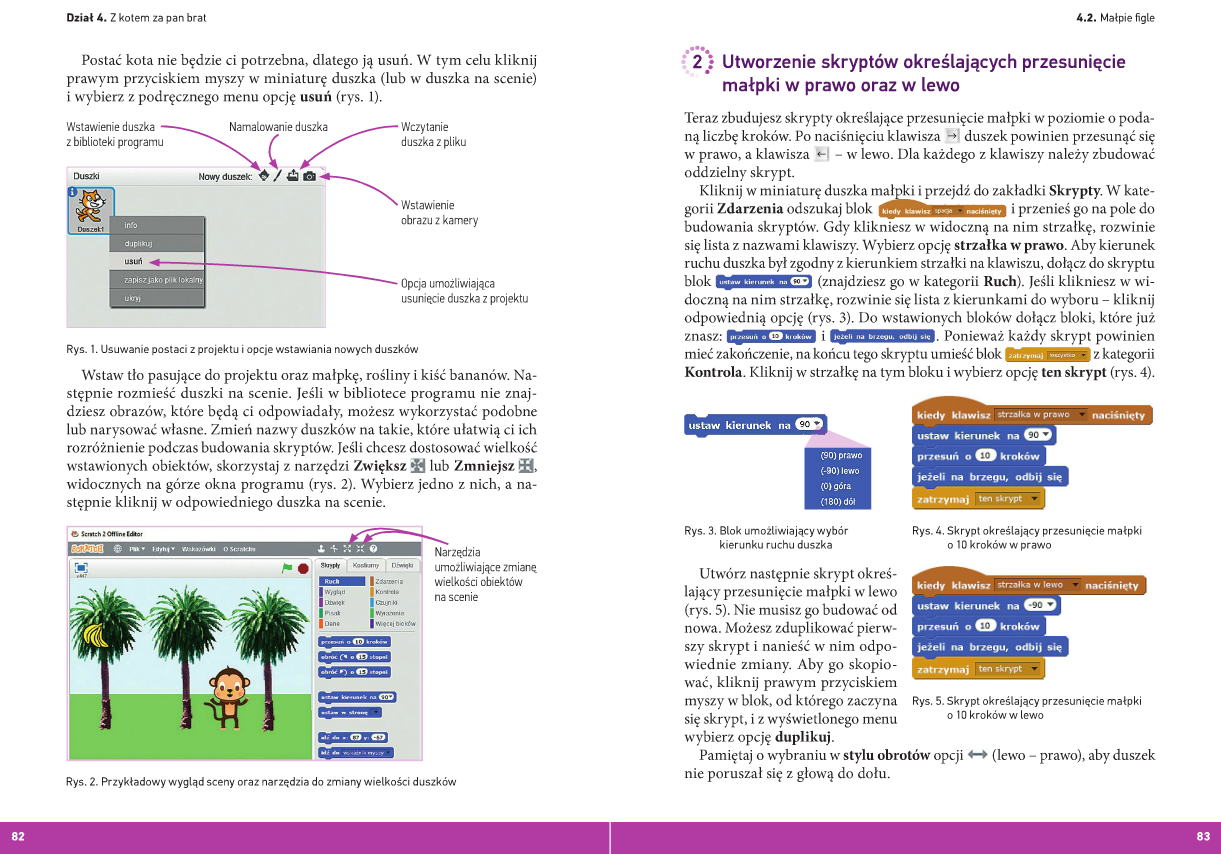 Dział 4. Z kotem za pan brat
Postać kota nie będzie ci potrzebna, dlatego ją usuń. W tym celu kliknij
prawym przyciskiem myszy w miniaturę duszka (lub w duszka na scenie)
i wybierz z podręcznego menu opcję usuń (rys. 1).
Wstawienie duszka
z biblioteki programu
Namalowanie duszka
Wczytanie
duszka z pliku
Duszki
Nowy duszek:
Duszek1
info
duplikuj
usuń
zapisz jako plik lokalny
ukryj
Wstawienie
obrazu z kamery
Opcja umożliwiająca
usunięcie duszka z projektu
Rys. 1. Usuwanie postaci z projektu i opcje wstawiania nowych duszków
Wstaw tło pasujące do projektu oraz małpkę, rośliny i kiść bananów. Na-
stępnie rozmieść duszki na scenie. Jeśli w bibliotece programu nie znaj-
dziesz obrazów, które będą ci odpowiadały, możesz wykorzystać podobne
lub narysować własne. Zmień nazwy duszków na takie, które ułatwią ci ich
rozróżnienie podczas budowania skryptów. Jeśli chcesz dostosować wielkość
wstawionych obiektów, skorzystaj z narzędzi Zwiększ lub Zmniejsz ,
widocznych na górze okna programu (rys. 2). Wybierz jedno z nich, a na-
stępnie kliknij w odpowiedniego duszka na scenie.
Scratch 2 Offline Editor
SCRATCH Plik Edytuj Wskazówki O Scratchu
v447
Skrypty Kostiumy Dźwięki
Ruch Zdarzenia
Wygląd Kontrola
Dźwięk Czujniki
Pisak Wyrażenia
Dane Więcej bloków
przesuń o 10 kroków
obróć o 15 stopni
obróć o 15 stopni
ustaw kierunek na 90
ustaw w stronę
idź do x: 87 y: -67
idź do wskaźnik myszy
Narzędzia
umożliwiające zmianę
wielkości obiektów
na scenie
Rys. 2. Przykładowy wygląd sceny oraz narzędzia do zmiany wielkości duszków
82
4.2. Małpie figle
2 Utworzenie skryptów określających przesunięcie
małpki w prawo oraz w lewo
Teraz zbudujesz skrypty określające przesunięcie małpki w poziomie o poda-
ną liczbę kroków. Po naciśnięciu klawisza → duszek powinien przesunąć się
w prawo, a klawisza ← – w lewo. Dla każdego z klawiszy należy zbudować
oddzielny skrypt.
Kliknij w miniaturę duszka małpki i przejdź do zakładki Skrypty. W kate-
gorii Zdarzenia odszukaj blok kiedy klawisz spacja naciśnięty i przenieś go na pole do
budowania skryptów. Gdy klikniesz w widoczną na nim strzałkę, rozwinie
się lista z nazwami klawiszy. Wybierz opcję strzałka w prawo. Aby kierunek
ruchu duszka był zgodny z kierunkiem strzałki na klawiszu, dołącz do skryptu
blok ustaw kierunek na 90 (znajdziesz go w kategorii Ruch). Jeśli klikniesz w wi-
doczną na nim strzałkę, rozwinie się lista z kierunkami do wyboru – kliknij
odpowiednią opcję (rys. 3). Do wstawionych bloków dołącz bloki, które już
znasz: przesuń o 10 kroków i jeżeli na brzegu, odbij się . Ponieważ każdy skrypt powinien
mieć zakończenie, na końcu tego skryptu umieść blok zatrzymaj wszystko z kategorii
Kontrola. Kliknij w strzałkę na tym bloku i wybierz opcję ten skrypt (rys. 4).
ustaw kierunek na 90
(90) prawo
(-90) lewo
(0) góra
(180) dół
Rys. 3. Blok umożliwiający wybór
kierunku ruchu duszka
kiedy klawisz strzałka w prawo naciśnięty
ustaw kierunek na 90
przesuń o 10 kroków
jeżeli na brzegu, odbij się
zatrzymaj ten skrypt
Rys. 4. Skrypt określający przesunięcie małpki
o 10 kroków w prawo
Utwórz następnie skrypt okreś-
lający przesunięcie małpki w lewo
(rys. 5). Nie musisz go budować od
nowa. Możesz zduplikować pierw-
szy skrypt i nanieść w nim odpo-
wiednie zmiany. Aby go skopio-
wać, kliknij prawym przyciskiem
myszy w blok, od którego zaczyna
się skrypt, i z wyświetlonego menu
wybierz opcję duplikuj.
kiedy klawisz strzałka w lewo naciśnięty
ustaw kierunek na -90
przesuń o 10 kroków
jeżeli na brzegu, odbij się
zatrzymaj ten skrypt
Rys. 5. Skrypt określający przesunięcie małpki
o 10 kroków w lewo
Pamiętaj o wybraniu w stylu obrotów opcji ↔ (lewo – prawo), aby duszek
nie poruszał się z głową do dołu.
83